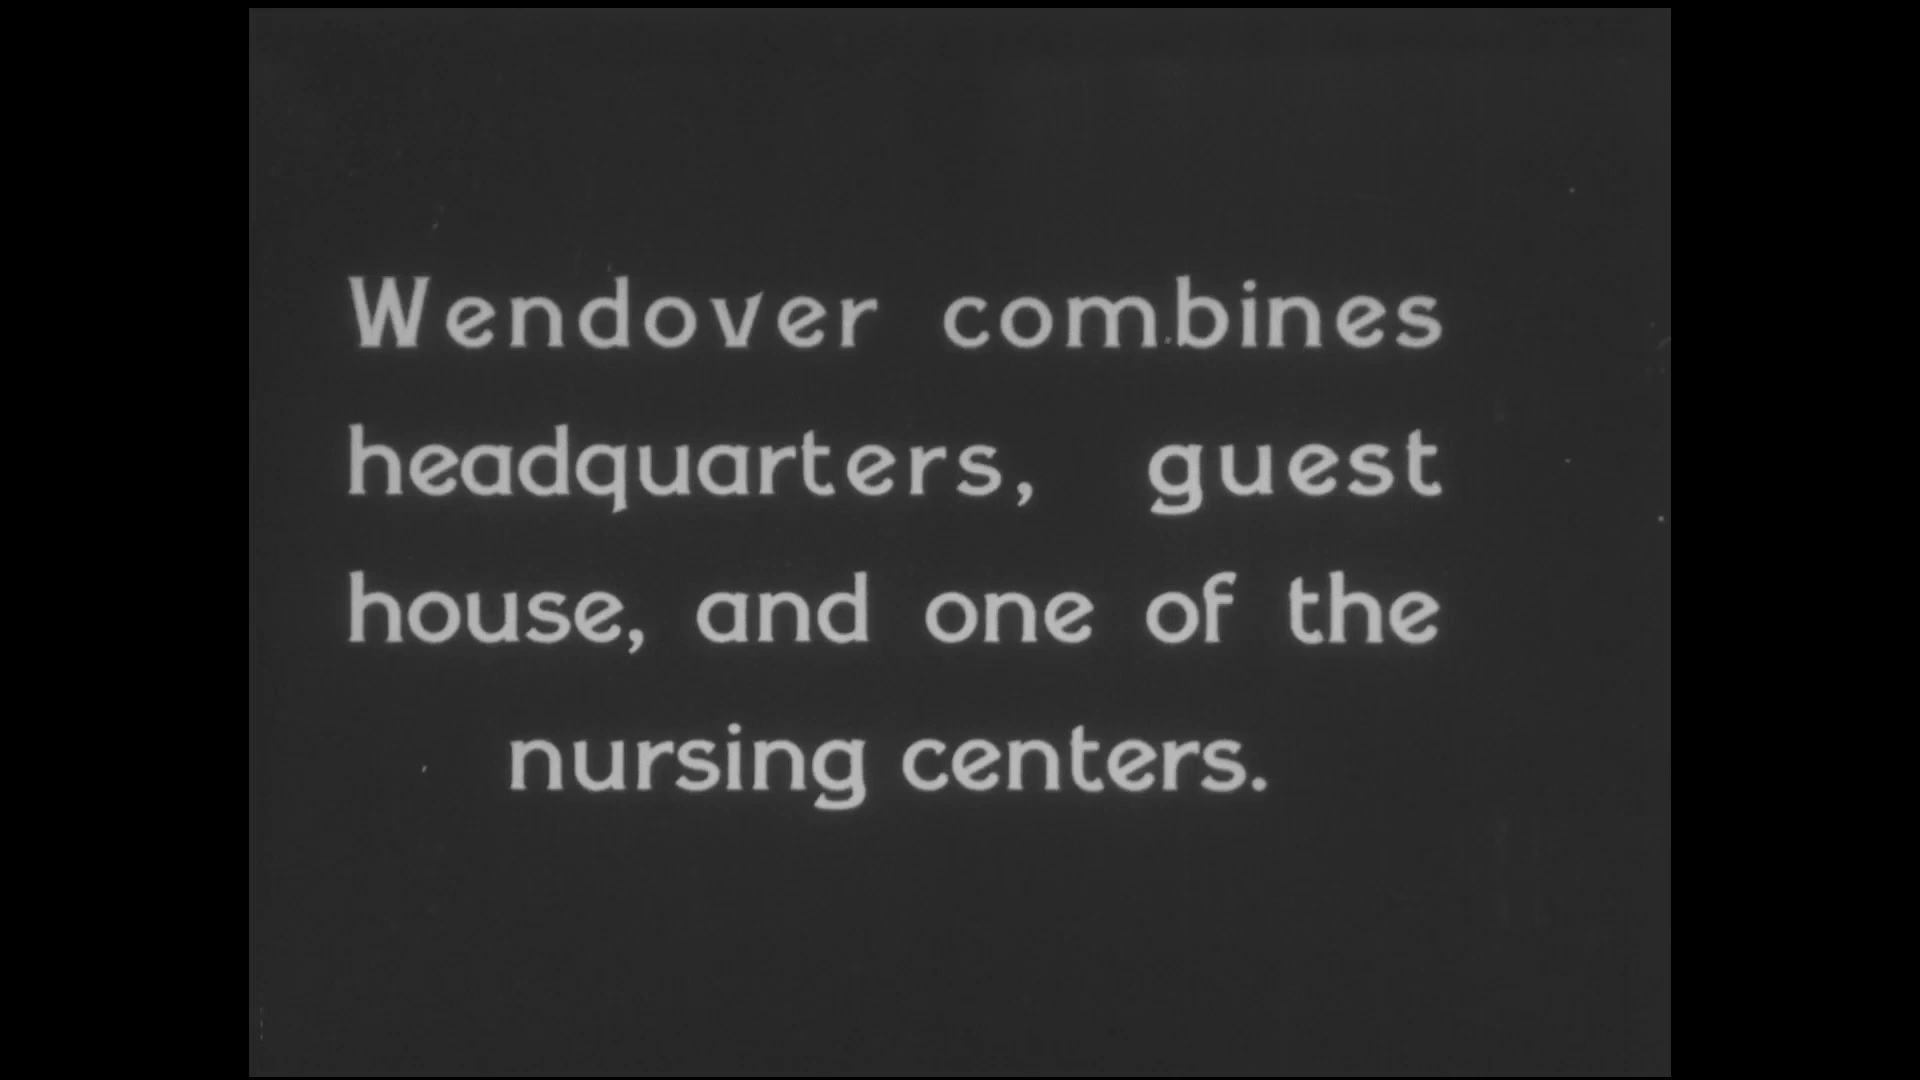 Wendover combines
headquarters, guest
house, and one of the
nursing centers.